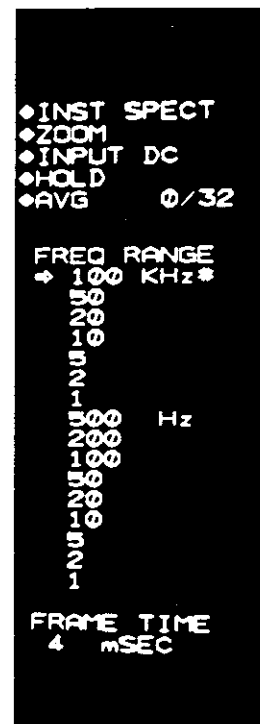 ◆INST SPECT
◆ZOOM
◆INPUT DC
◆HOLD
◆AVG 0/32
FREQ RANGE
➔ 100 KHz*
50
20
10
5
2
1
500 Hz
200
100
50
20
10
5
2
1
FRAME TIME
4 mSEC